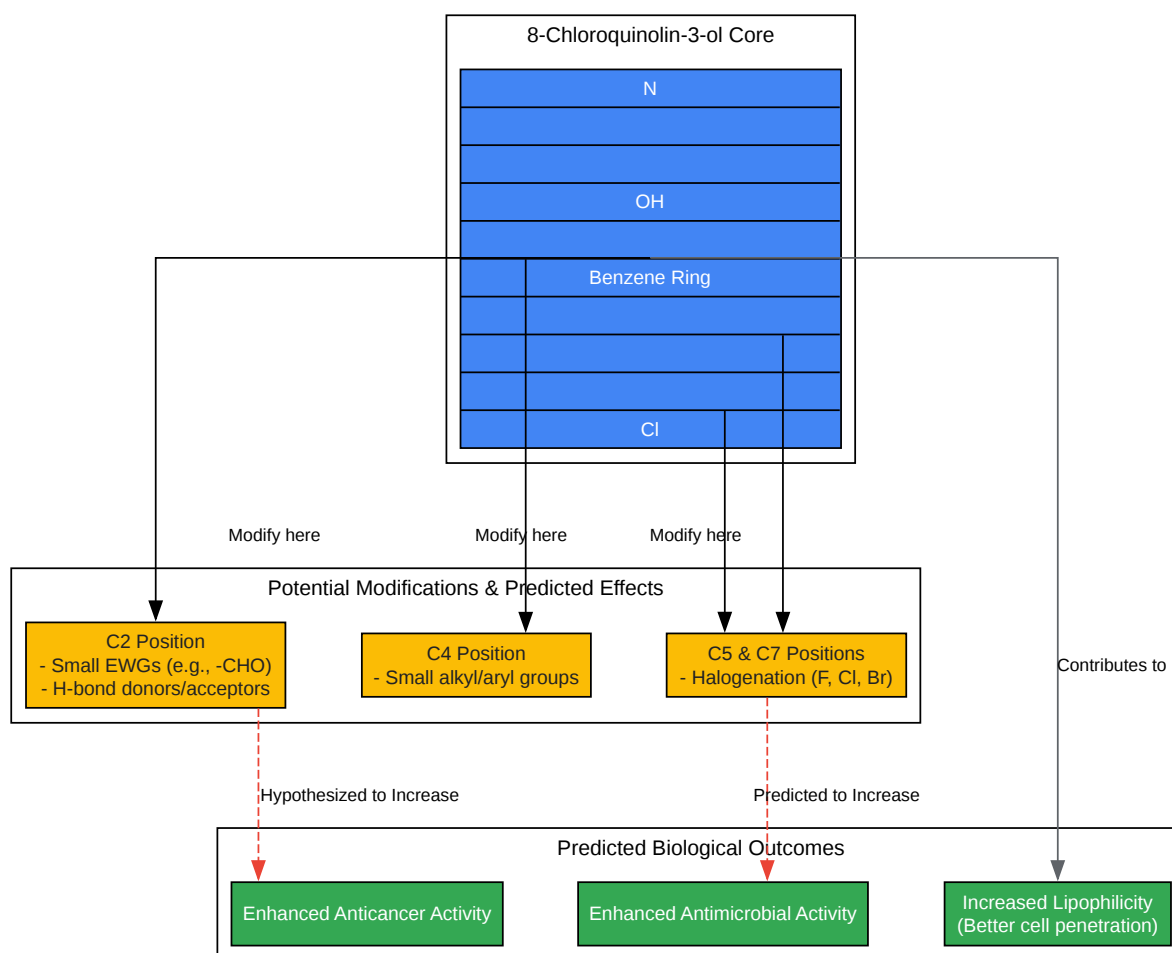 8-Chloroquinolin-3-ol Core
N
OH
Benzene Ring
Cl
Modify here
Modify here
Modify here
Potential Modifications & Predicted Effects
C2 Position
- Small EWGs (e.g., -CHO)
- H-bond donors/acceptors
C4 Position
- Small alkyl/aryl groups
C5 & C7 Positions
- Halogenation (F, Cl, Br)
Contributes to
Hypothesized to Increase
Predicted to Increase
Predicted Biological Outcomes
Enhanced Anticancer Activity
Enhanced Antimicrobial Activity
Increased Lipophilicity
(Better cell penetration)